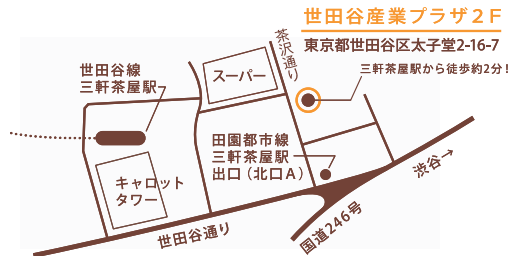 世田谷産業プラザ2F
東京都世田谷区太子堂2-16-7
三軒茶屋駅から徒歩約2分!
茶沢通り
世田谷線
三軒茶屋駅
スーパー
田園都市線
三軒茶屋駅
出口(北口A)
キャロット
タワー
渋谷→
世田谷通り
国道246号